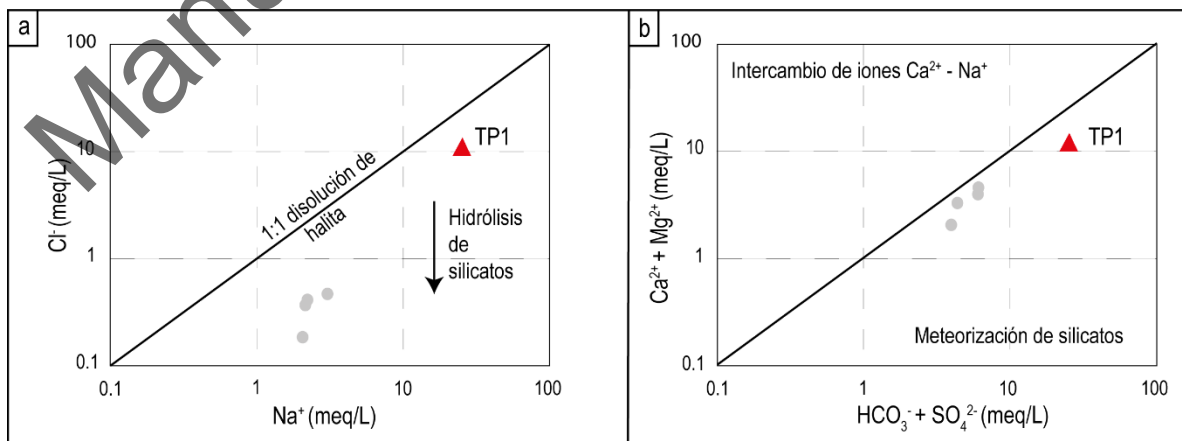 Man
a
100
10
1
0.1
Cl⁻ (meq/L)
1:1 disolución de
halita
TP1
Hidrólisis
de
silicatos
0.1
1
10
100
Na⁺ (meq/L)
b
100
10
1
0.1
Ca²⁺ + Mg²⁺ (meq/L)
Intercambio de iones Ca²⁺ - Na⁺
TP1
Meteorización de silicatos
0.1
1
10
100
HCO₃⁻ + SO₄²⁻ (meq/L)